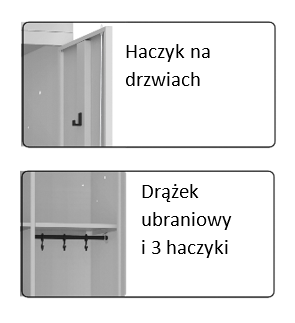 Haczyk na
drzwiach
Drążek
ubraniowy
i 3 haczyki